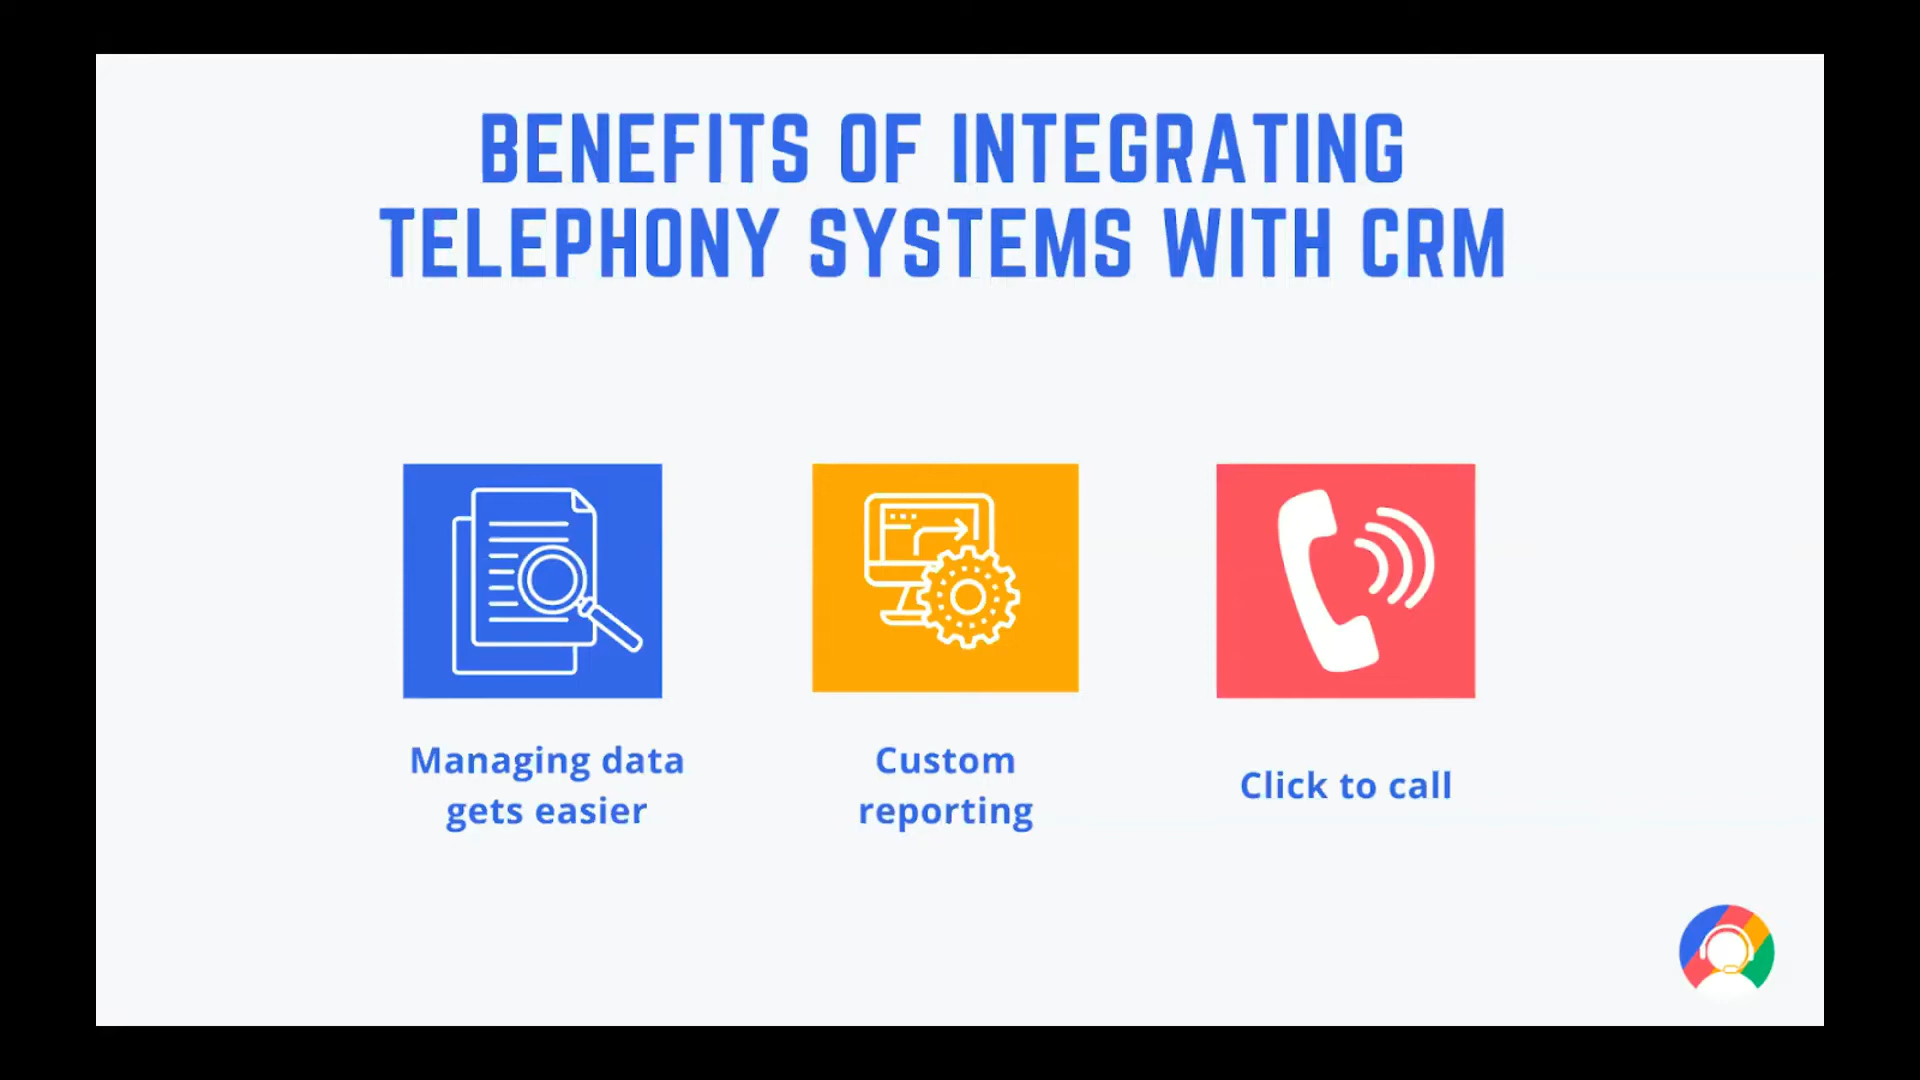 BENEFITS OF INTEGRATING
TELEPHONY SYSTEMS WITH CRM
Managing data
gets easier
Custom
reporting
Click to call